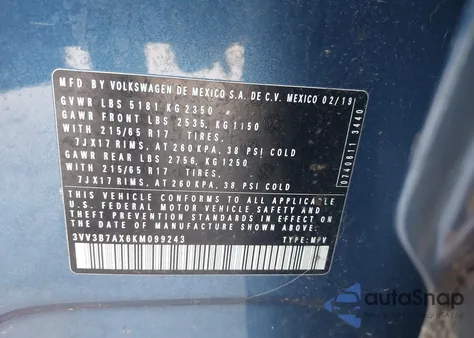 MFD BY VOLKSWAGEN DE MEXICO S.A. DE C.V. MEXICO 02/19
GVWR LBS 5181 KG2350
GAWR FRONT LBS 2535, KG1150
WITH 215/65 R17 TIRES,
7JX17 RIMS, AT 260KPA, 38 PSI COLD
GAWR REAR LBS 2756, KG1250
WITH 215/65 R17 TIRES,
7JX17 RIMS, AT 260KPA, 38 PSI COLD
THIS VEHICLE CONFORMS TO ALL APPLICABLE
U.S. FEDERAL MOTOR VEHICLE SAFETY AND
THEFT PREVENTION STANDARDS IN EFFECT ON
THE DATE OF MANUFACTURE SHOWN ABOVE.
3VV3B7AX6KM099243 TYPE: MPV
0740611 3440
autoSnap